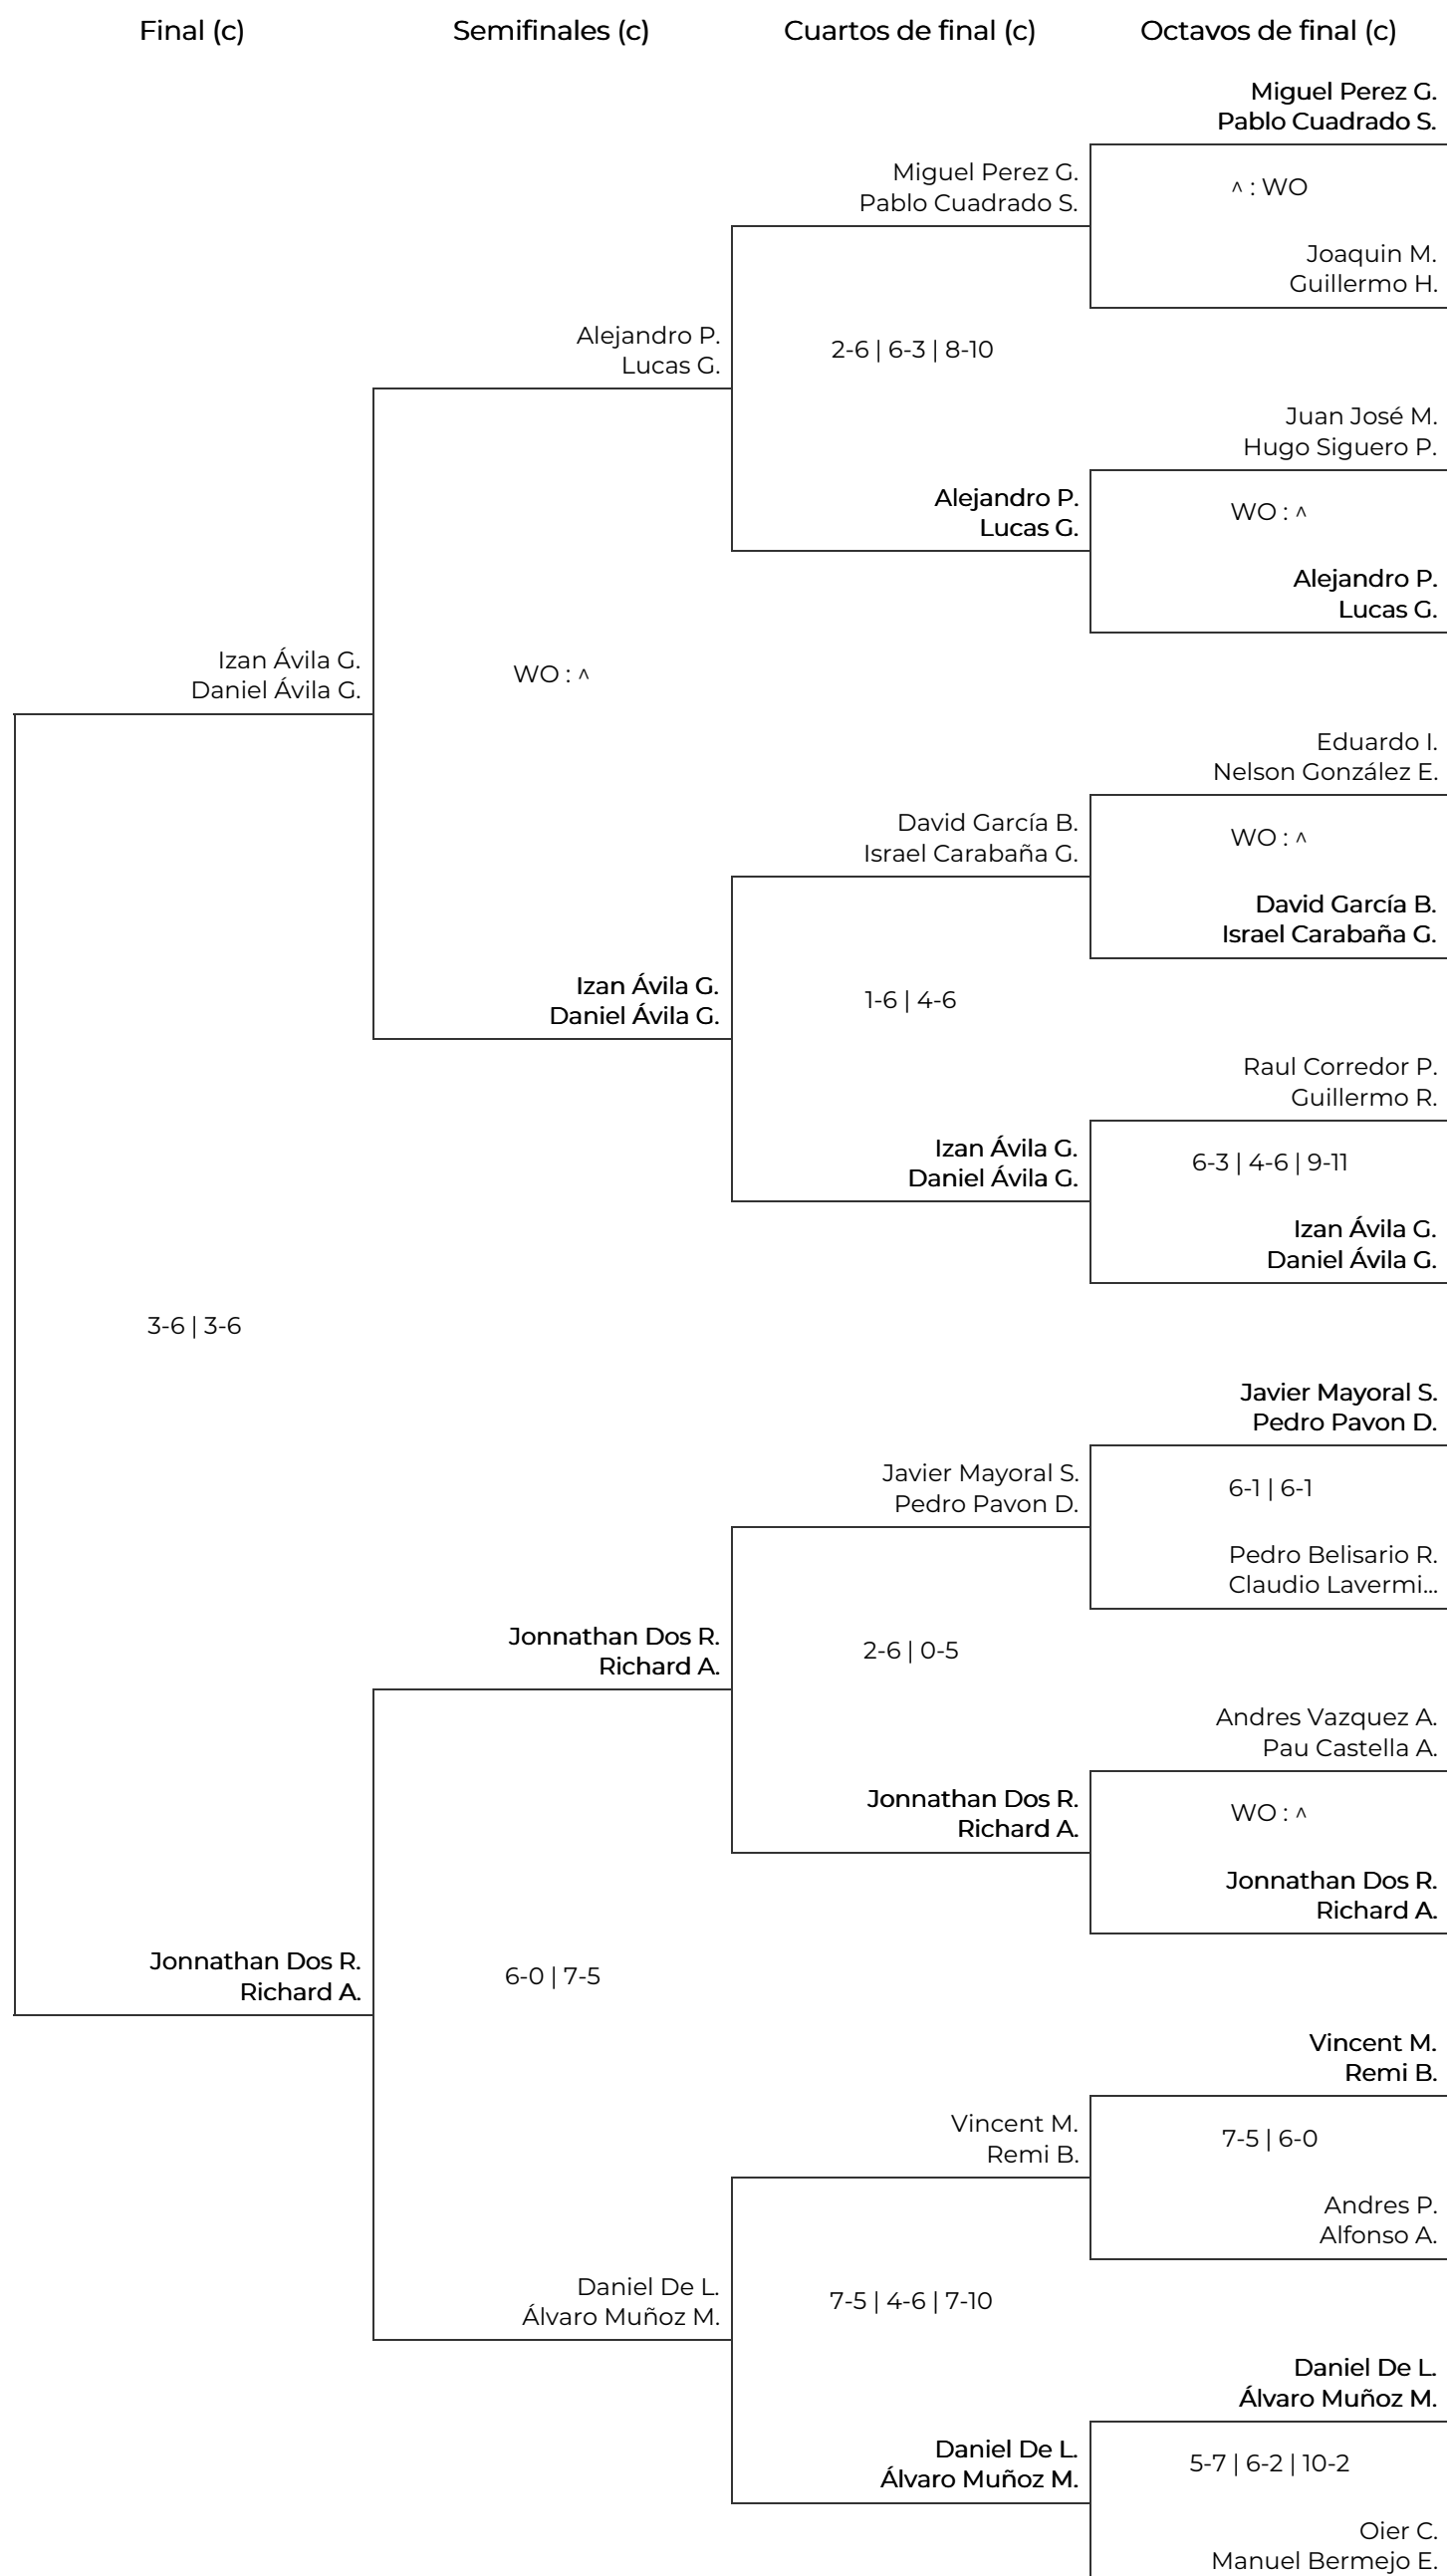 Final (c)
Semifinales (c)
Cuartos de final (c)
Octavos de final (c)
Miguel Perez G.
Pablo Cuadrado S.
Miguel Perez G.
Pablo Cuadrado S.
^ : WO
Joaquin M.
Guillermo H.
Alejandro P.
Lucas G.
2-6 | 6-3 | 8-10
Juan José M.
Hugo Siguero P.
Alejandro P.
Lucas G.
WO : ^
Alejandro P.
Lucas G.
Izan Ávila G.
Daniel Ávila G.
WO : ^
Eduardo I.
Nelson González E.
David García B.
Israel Carabaña G.
WO : ^
David García B.
Israel Carabaña G.
Izan Ávila G.
Daniel Ávila G.
1-6 | 4-6
Raul Corredor P.
Guillermo R.
Izan Ávila G.
Daniel Ávila G.
6-3 | 4-6 | 9-11
Izan Ávila G.
Daniel Ávila G.
3-6 | 3-6
Javier Mayoral S.
Pedro Pavon D.
Javier Mayoral S.
Pedro Pavon D.
6-1 | 6-1
Pedro Belisario R.
Claudio Lavermi...
Jonnathan Dos R.
Richard A.
2-6 | 0-5
Andres Vazquez A.
Pau Castella A.
Jonnathan Dos R.
Richard A.
WO : ^
Jonnathan Dos R.
Richard A.
Jonnathan Dos R.
Richard A.
6-0 | 7-5
Vincent M.
Remi B.
Vincent M.
Remi B.
7-5 | 6-0
Andres P.
Alfonso A.
Daniel De L.
Álvaro Muñoz M.
7-5 | 4-6 | 7-10
Daniel De L.
Álvaro Muñoz M.
Daniel De L.
Álvaro Muñoz M.
5-7 | 6-2 | 10-2
Oier C.
Manuel Bermejo E.